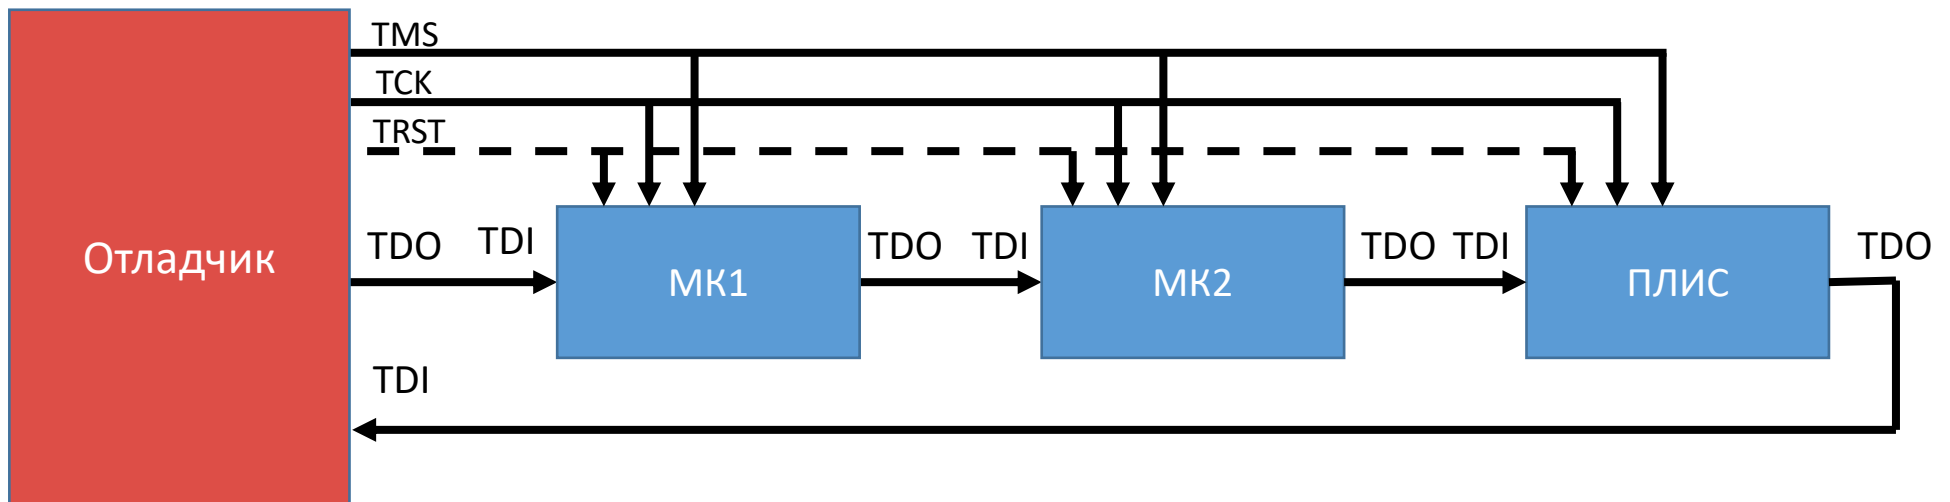 TMS
TCK
TRST
Отладчик
TDO TDI
МК1
TDO TDI
МК2
TDO TDI
ПЛИС
TDO
TDI